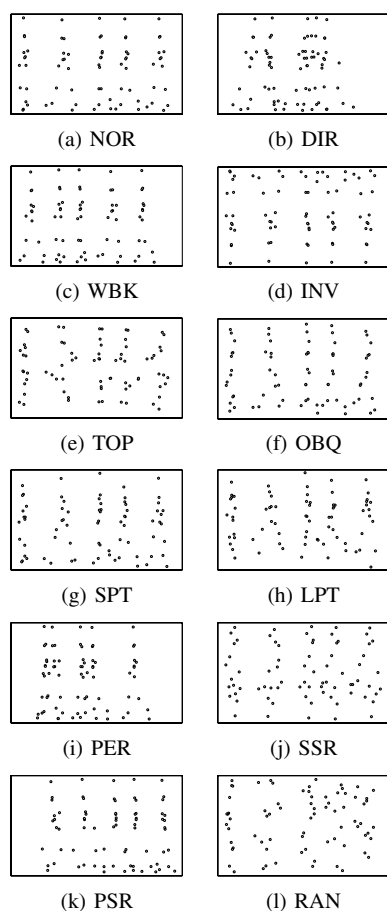 (a) NOR
(b) DIR
(c) WBK
(d) INV
(e) TOP
(f) OBQ
(g) SPT
(h) LPT
(i) PER
(j) SSR
(k) PSR
(l) RAN